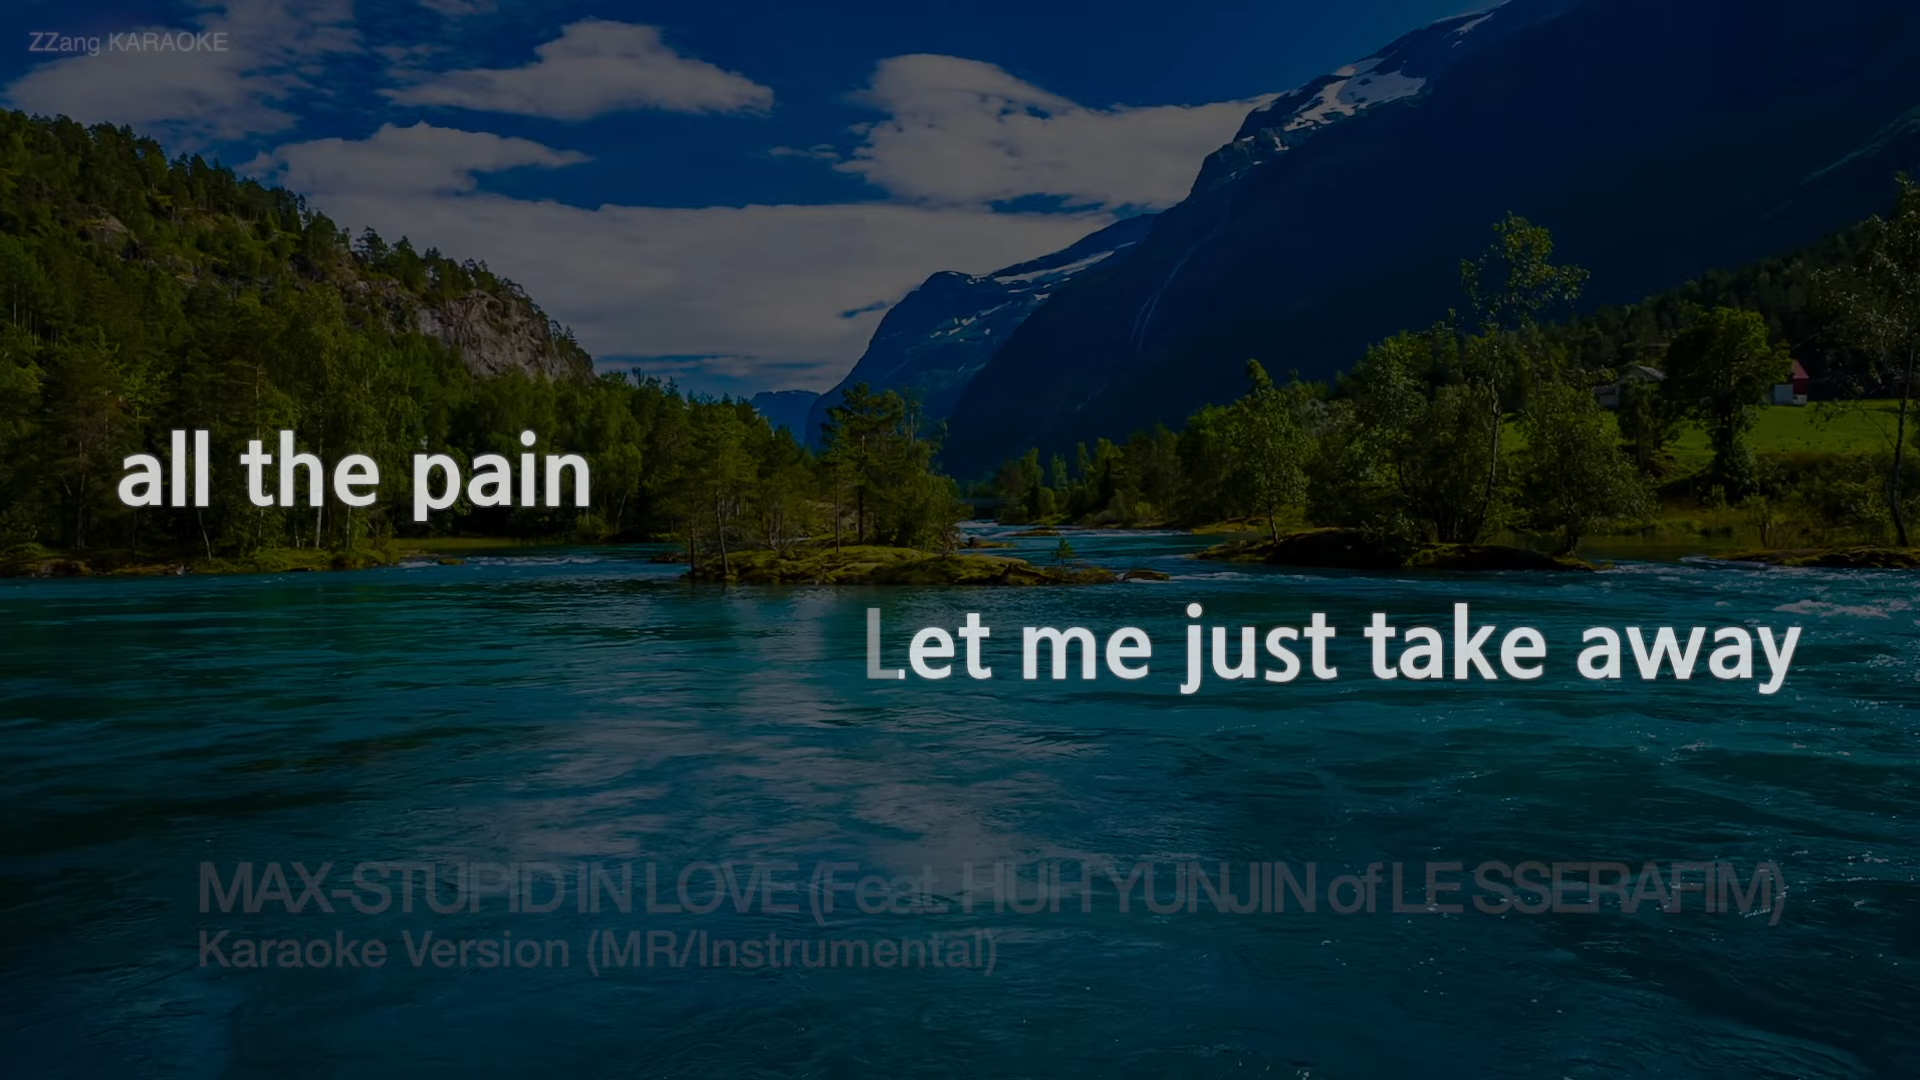 ZZang KARAOKE
all the pain
Let me just take away
MAX-STUPID IN LOVE (Feat. HUH YUNJIN of LE SSERAFIM)
Karaoke Version (MR/Instrumental)